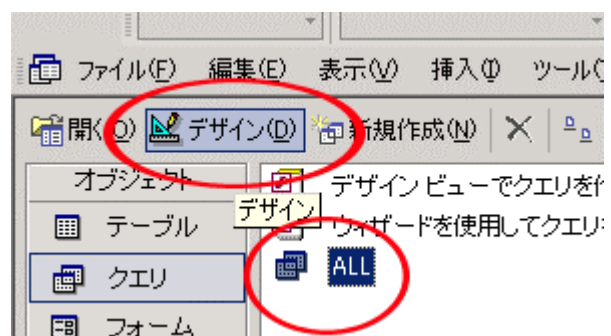 ファイル(F) 編集(E) 表示(V) 挿入(I) ツール(
開く(O) デザイン(D) 新規作成(N)
オブジェクト
デザイン ビューでクエリを
デザイン
テーブル
ウィザードを使用してクエリ
クエリ
ALL
フォーム